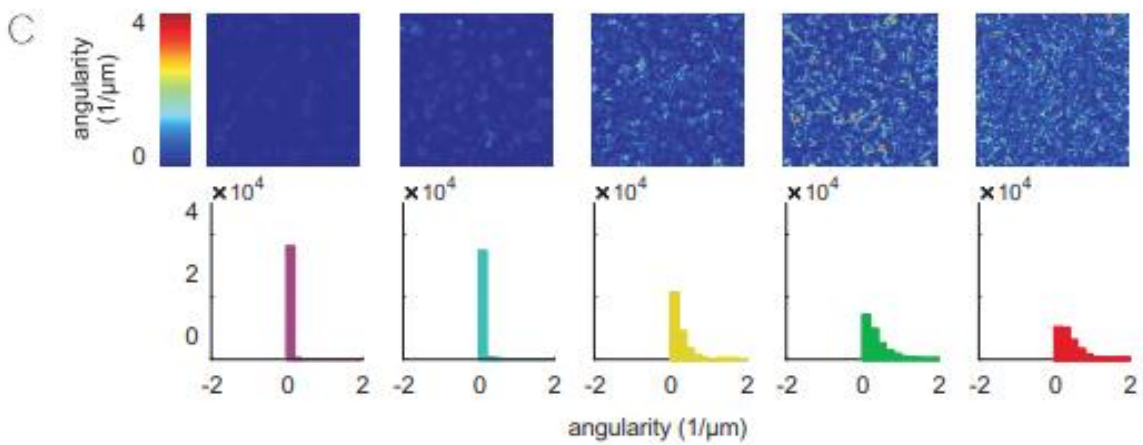 C
4
0
angularity
(1/μm)
×10⁴ ×10⁴ ×10⁴ ×10⁴ ×10⁴
4
2
0
-2 0 2 -2 0 2 -2 0 2 -2 0 2 -2 0 2
angularity (1/μm)